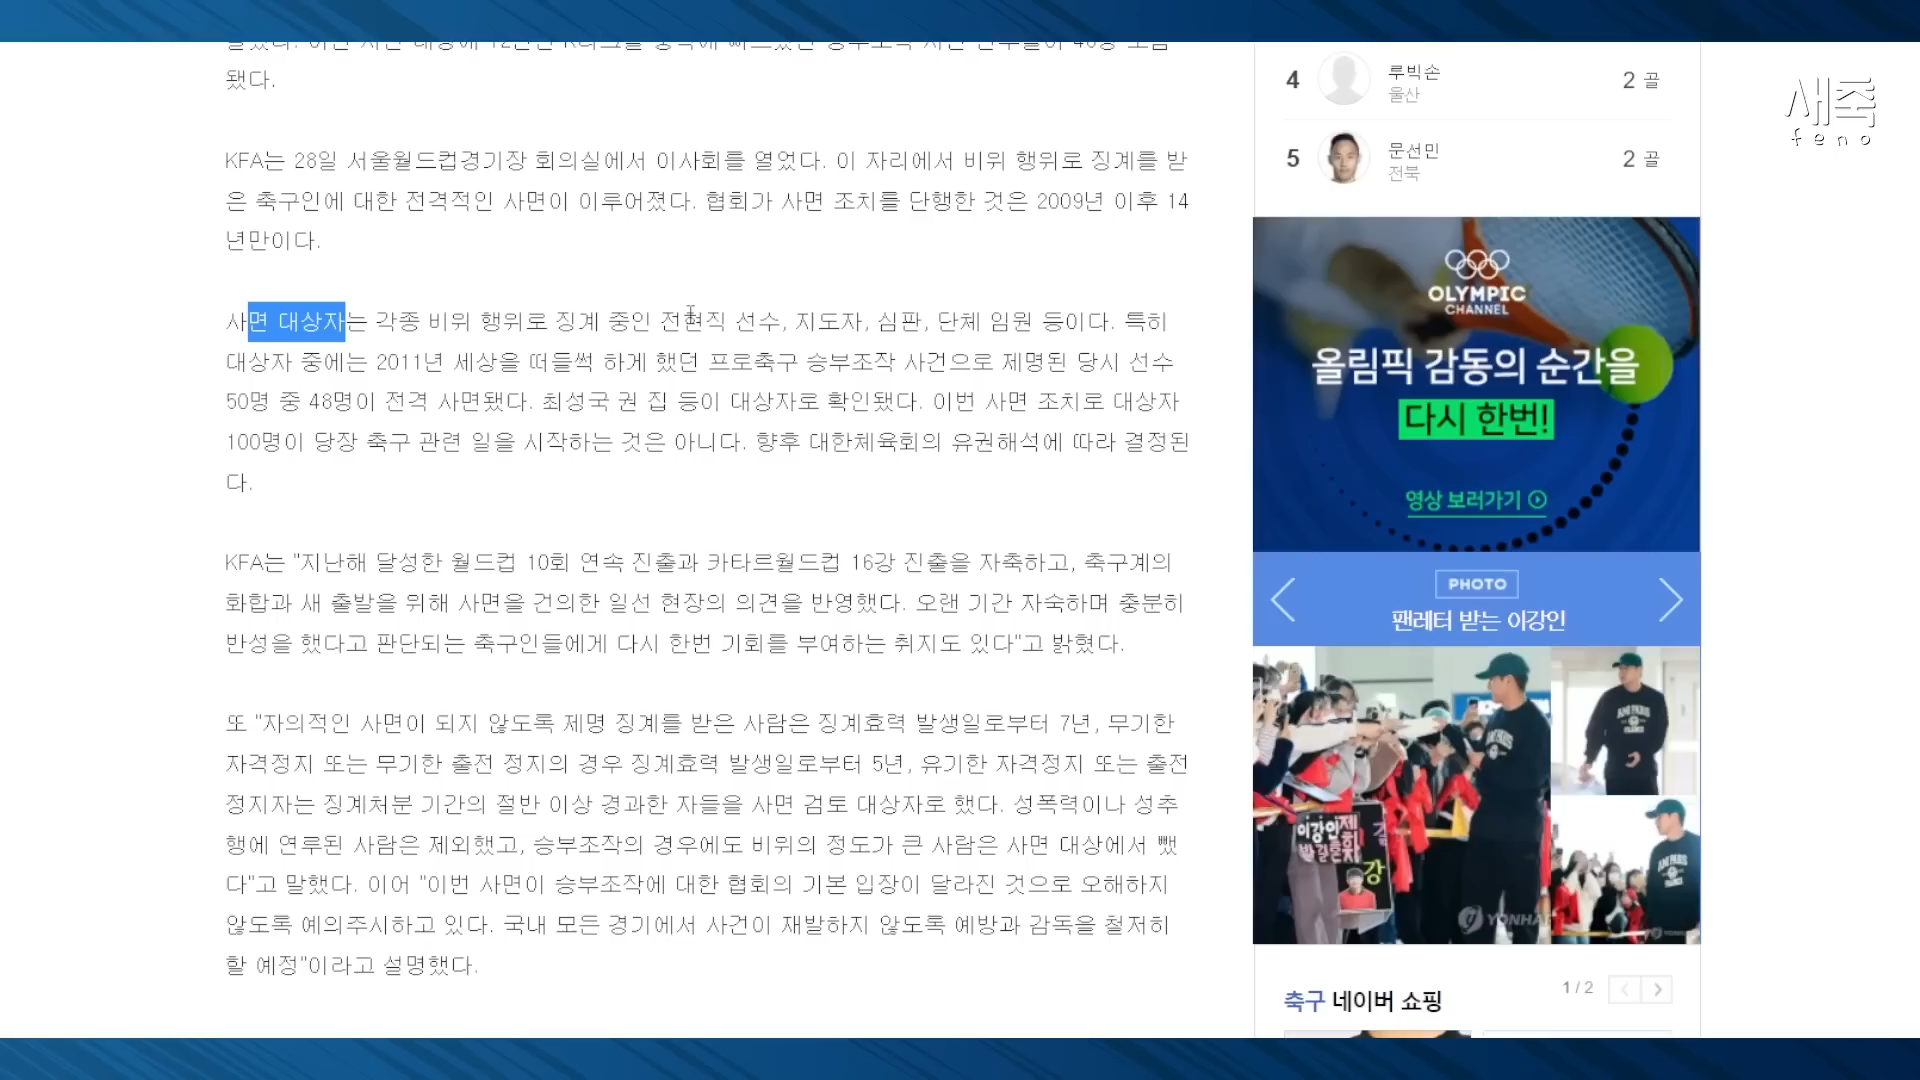 됐다.
KFA는 28일 서울월드컵경기장 회의실에서 이사회를 열었다. 이 자리에서 비위 행위로 징계를 받
은 축구인에 대한 전격적인 사면이 이루어졌다. 협회가 사면 조치를 단행한 것은 2009년 이후 14
년만이다.
사면 대상자는 각종 비위 행위로 징계 중인 전현직 선수, 지도자, 심판, 단체 임원 등이다. 특히
대상자 중에는 2011년 세상을 떠들썩 하게 했던 프로축구 승부조작 사건으로 제명된 당시 선수
50명 중 48명이 전격 사면됐다. 최성국 권 집 등이 대상자로 확인됐다. 이번 사면 조치로 대상자
100명이 당장 축구 관련 일을 시작하는 것은 아니다. 향후 대한체육회의 유권해석에 따라 결정된
다.
KFA는 "지난해 달성한 월드컵 10회 연속 진출과 카타르월드컵 16강 진출을 자축하고, 축구계의
화합과 새 출발을 위해 사면을 건의한 일선 현장의 의견을 반영했다. 오랜 기간 자숙하며 충분히
반성을 했다고 판단되는 축구인들에게 다시 한번 기회를 부여하는 취지도 있다"고 밝혔다.
또 "자의적인 사면이 되지 않도록 제명 징계를 받은 사람은 징계효력 발생일로부터 7년, 무기한
자격정지 또는 무기한 출전 정지의 경우 징계효력 발생일로부터 5년, 유기한 자격정지 또는 출전
정지자는 징계처분 기간의 절반 이상 경과한 자들을 사면 검토 대상자로 했다. 성폭력이나 성추
행에 연루된 사람은 제외했고, 승부조작의 경우에도 비위의 정도가 큰 사람은 사면 대상에서 뺐
다"고 말했다. 이어 "이번 사면이 승부조작에 대한 협회의 기본 입장이 달라진 것으로 오해하지
않도록 예의주시하고 있다. 국내 모든 경기에서 사건이 재발하지 않도록 예방과 감독을 철저히
할 예정"이라고 설명했다.
4 루빅손 2 골
울산
5 문선민 2 골
전북
OLYMPIC
CHANNEL
올림픽 감동의 순간을
다시 한번!
영상 보러가기
PHOTO
팬레터 받는 이강인
AMI PARIS
FRANCE
이강인
강
YONHAP
축구 네이버 쇼핑
1 / 2
새축
feno